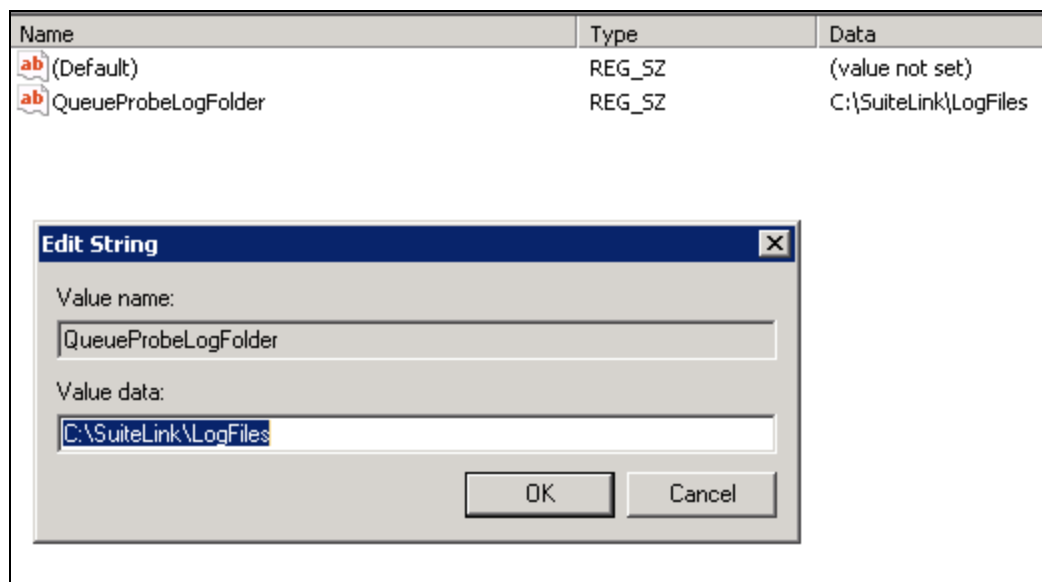 Name Type Data
ab (Default) REG_SZ (value not set)
ab QueueProbeLogFolder REG_SZ C:\SuiteLink\LogFiles
Edit String
Value name:
QueueProbeLogFolder
Value data:
C:\SuiteLink\LogFiles
OK Cancel